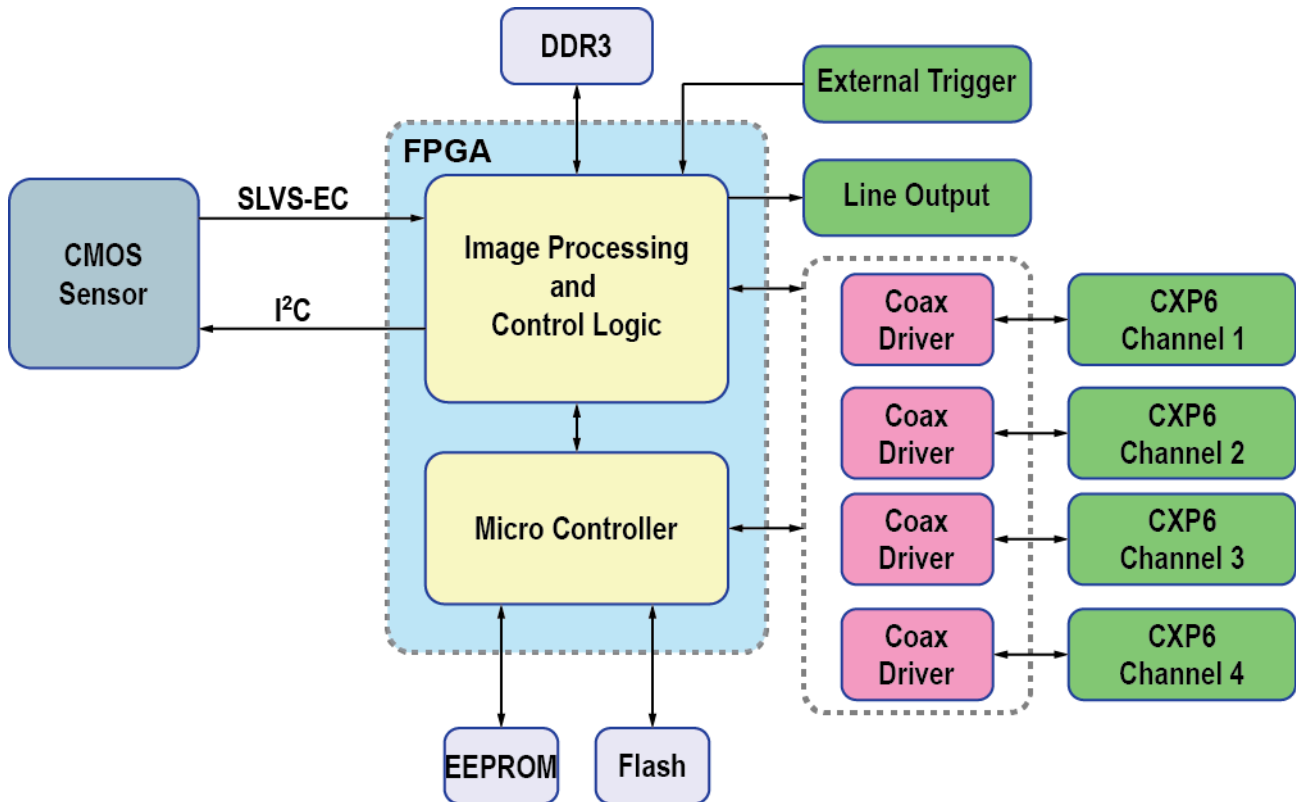 DDR3
External Trigger
FPGA
Line Output
SLVS-EC
CMOS
Sensor
I²C
Image Processing
and
Control Logic
Coax
Driver
CXP6
Channel 1
Coax
Driver
CXP6
Channel 2
Micro Controller
Coax
Driver
CXP6
Channel 3
Coax
Driver
CXP6
Channel 4
EEPROM
Flash